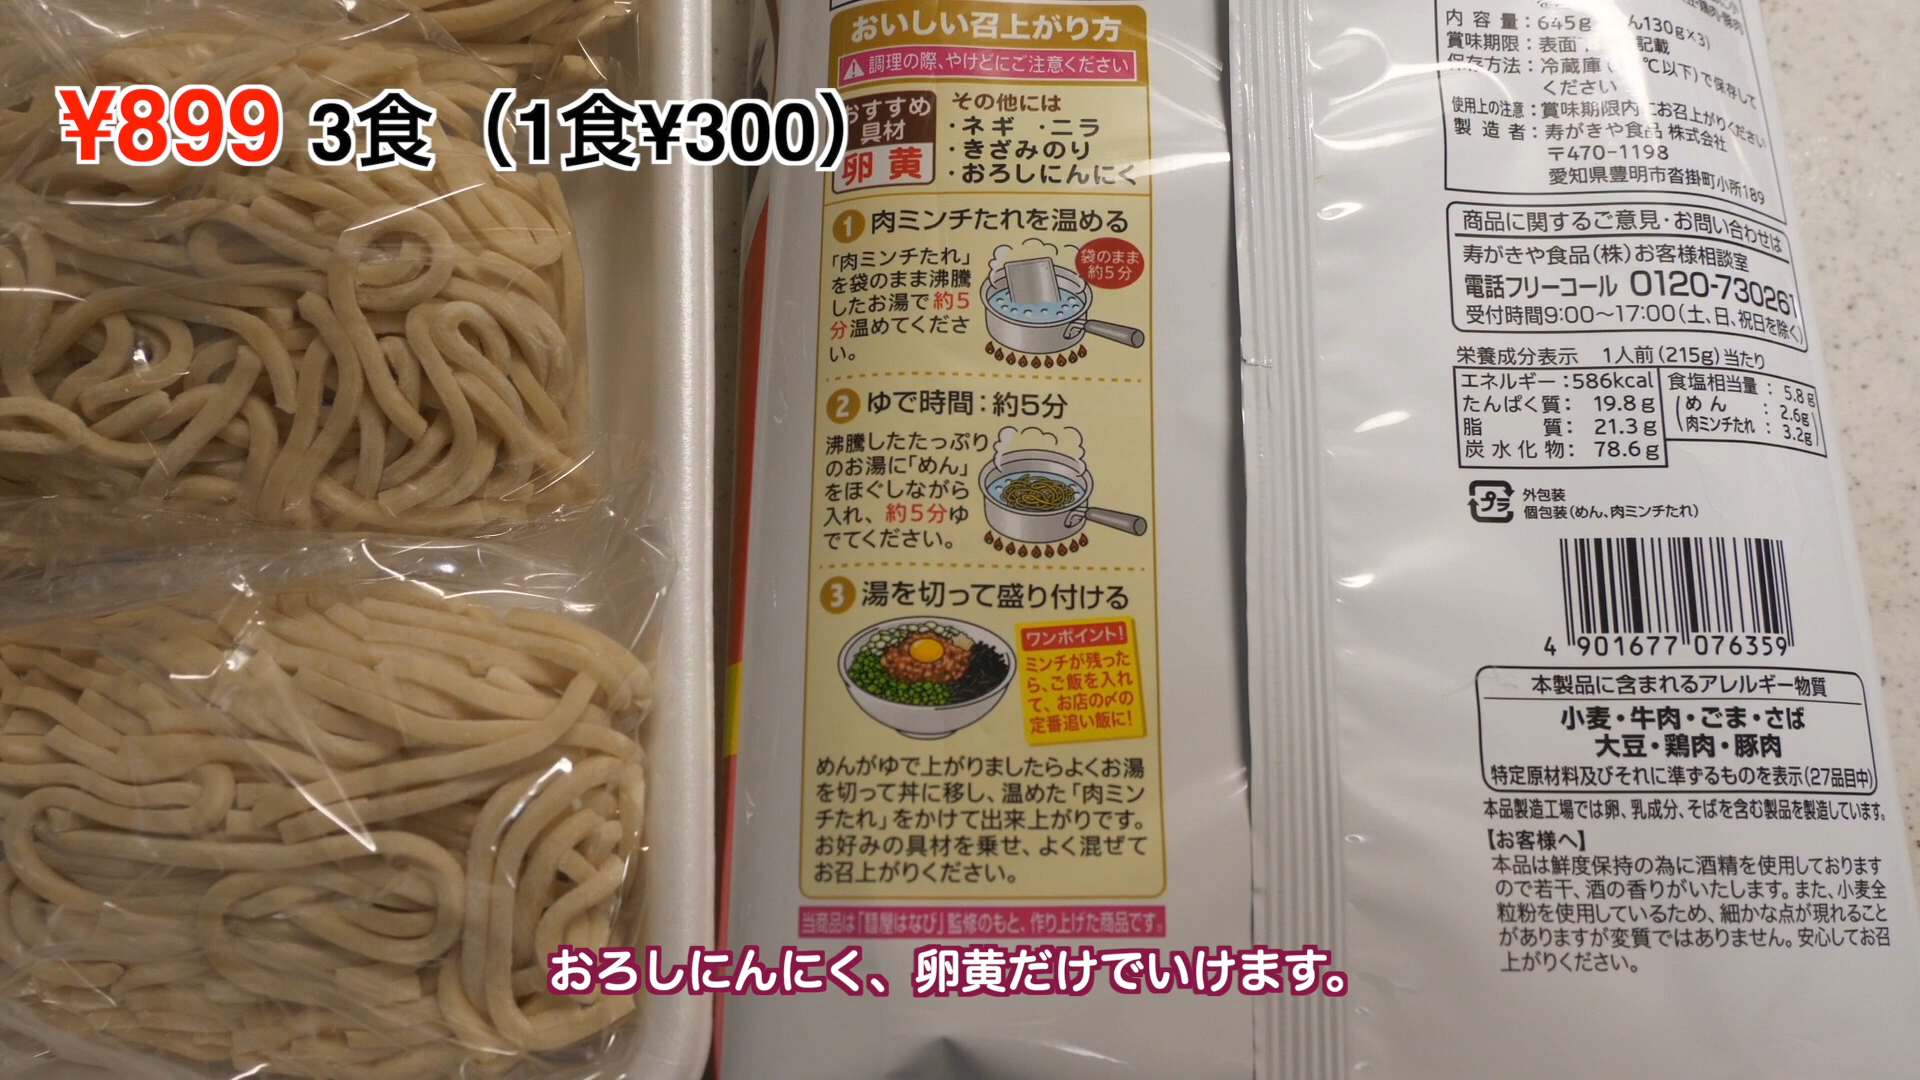 ¥899 3食（1食¥300）
おいしい召上がり方
調理の際、やけどにご注意ください
おすすめ
具材
卵黄
その他には
・ネギ ・ニラ
・きざみのり
・おろしにんにく
1 肉ミンチたれを温める
「肉ミンチたれ」
を袋のまま沸騰
したお湯で約5
分温めてくださ
い。
袋のまま
約5分
2 ゆで時間：約5分
沸騰したたっぷり
のお湯に「めん」
をほぐしながら
入れ、約5分ゆ
でてください。
3 湯を切って盛り付ける
ワンポイント!
ミンチが残った
ら、ご飯を入れ
て、お店の〆の
定番追い飯に!
めんがゆで上がりましたらよくお湯
を切って丼に移し、温めた「肉ミン
チたれ」をかけて出来上がりです。
お好みの具材を乗せ、よく混ぜて
お召上がりください。
当商品は「麺屋はなび」監修のもと、作り上げた商品です。
内容量：645g ん130g×3)
賞味期限：表面 記載
保存方法：冷蔵庫 ℃以下)で保存して
ください
使用上の注意：賞味期限内にお召上がりください
製造者：寿がきや食品 株式会社
〒470-1198
愛知県豊明市沓掛町小所189
商品に関するご意見・お問い合わせは
寿がきや食品(株)お客様相談室
電話フリーコール 0120-730261
受付時間9:00〜17:00(土、日、祝日を除く)
栄養成分表示 1人前(215g)当たり
エネルギー：586kcal
たんぱく質： 19.8g
脂質： 21.3g
炭水化物： 78.6g
食塩相当量： 5.8g
(めん ： 2.6g
肉ミンチたれ ： 3.2g)
プラ
外包装
個包装(めん、肉ミンチたれ)
4 901677 076359
本製品に含まれるアレルギー物質
小麦・牛肉・ごま・さば
大豆・鶏肉・豚肉
特定原材料及びそれに準ずるものを表示(27品目中)
本品製造工場では卵、乳成分、そばを含む製品を製造しています。
【お客様へ】
本品は鮮度保持の為に酒精を使用しております
ので若干、酒の香りがいたします。また、小麦全
粒粉を使用しているため、細かな点が現れること
がありますが変質ではありません。安心してお召
上がりください。
おろしにんにく、卵黄だけでいけます。